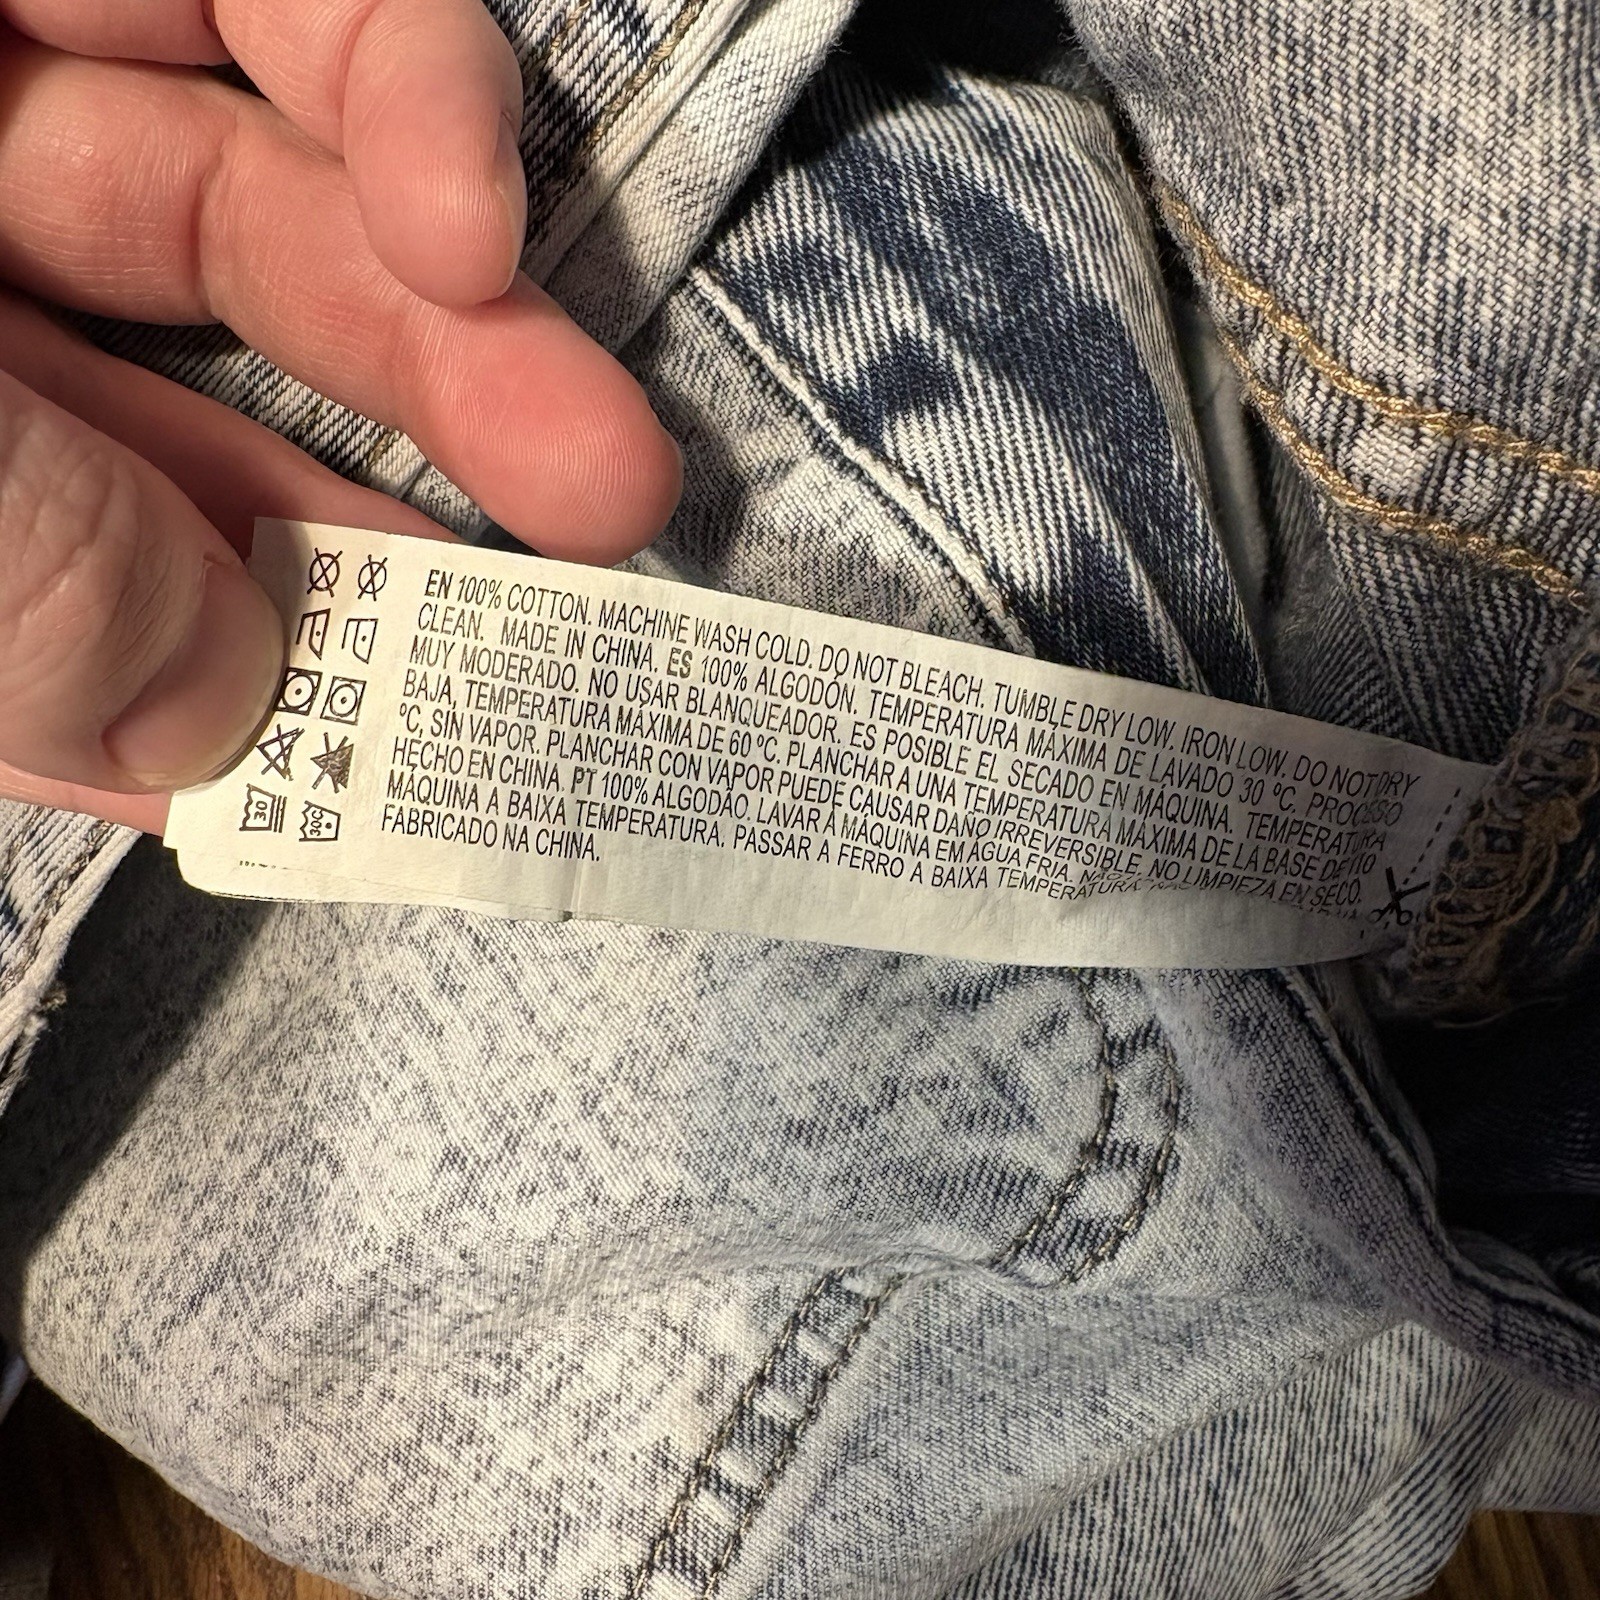 EN 100% COTTON. MACHINE WASH COLD. DO NOT BLEACH. TUMBLE DRY LOW. IRON LOW. DO NOT DRY
CLEAN. MADE IN CHINA. ES 100% ALGODÓN. TEMPERATURA MÁXIMA DE LAVADO 30 ºC. PROCESO
MUY MODERADO. NO USAR BLANQUEADOR. ES POSIBLE EL SECADO EN MÁQUINA. TEMPERATURA
BAJA, TEMPERATURA MÁXIMA DE 60 ºC. PLANCHAR A UNA TEMPERATURA MÁXIMA DE LA BASE DE 110
ºC, SIN VAPOR. PLANCHAR CON VAPOR PUEDE CAUSAR DAÑO IRREVERSIBLE. NO LIMPIEZA EN SECO.
HECHO EN CHINA. PT 100% ALGODÃO. LAVAR À MÁQUINA EM ÁGUA FRIA.
MÁQUINA A BAIXA TEMPERATURA. PASSAR A FERRO A BAIXA TEMPERATURA.
FABRICADO NA CHINA.
30
30C